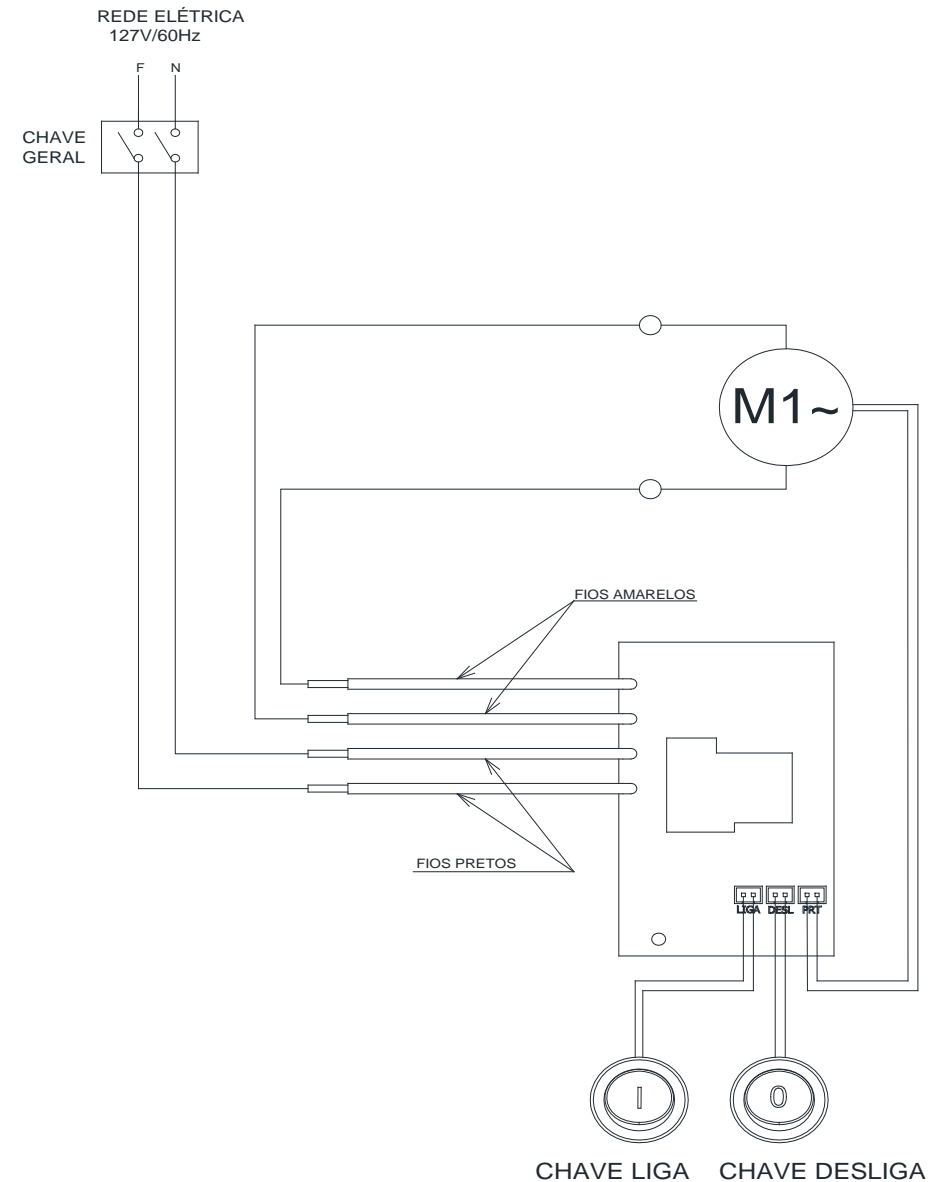 REDE ELÉTRICA
127V/60Hz
F N
CHAVE
GERAL
M1~
FIOS AMARELOS
FIOS PRETOS
LIGA DESL PRT
I 0
CHAVE LIGA CHAVE DESLIGA